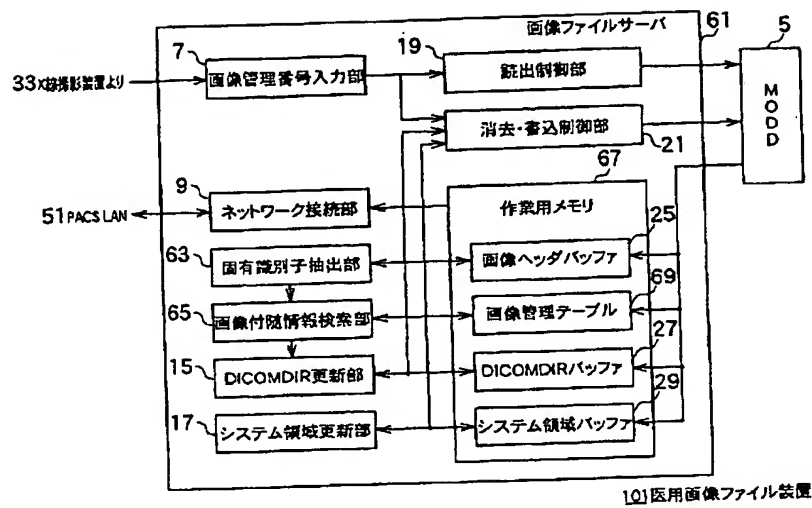 画像ファイルサーバ
61
5
7
画像管理番号入力部
33X線撮影装置より
19
読出制御部
消去・書込制御部
21
MODD
9
ネットワーク接続部
51 PACS LAN
67
作業用メモリ
63
固有識別子抽出部
25
画像ヘッダバッファ
65
画像付随情報検索部
69
画像管理テーブル
15
DICOMDIR更新部
27
DICOMDIRバッファ
17
システム領域更新部
29
システム領域バッファ
101医用画像ファイル装置